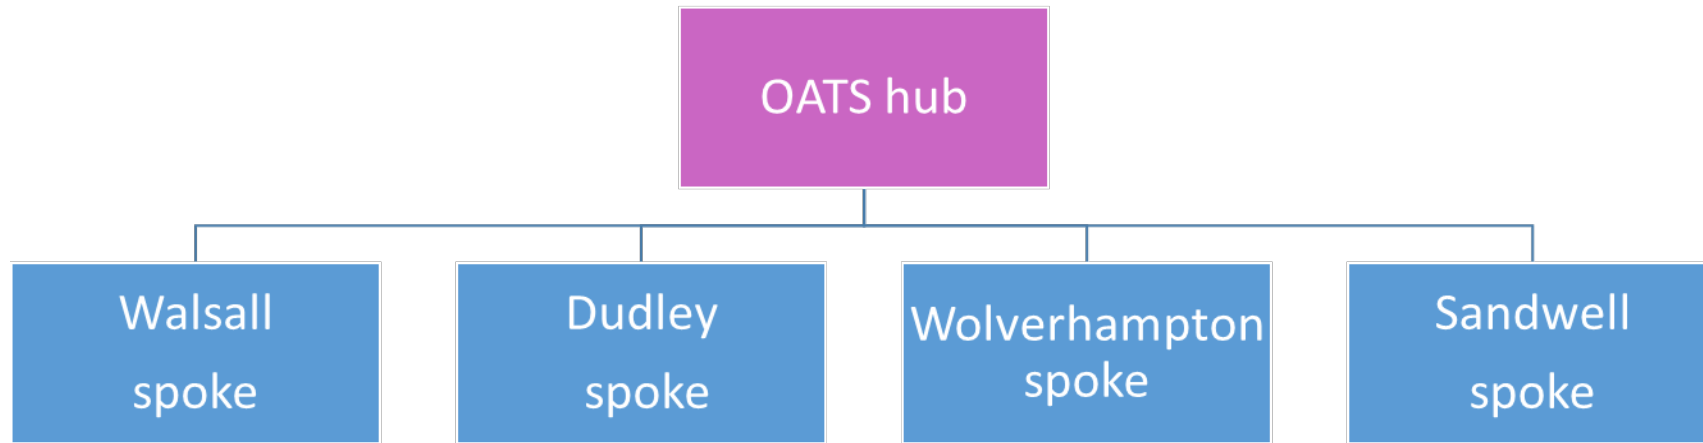 OATS hub
Walsall
spoke
Dudley
spoke
Wolverhampton
spoke
Sandwell
spoke